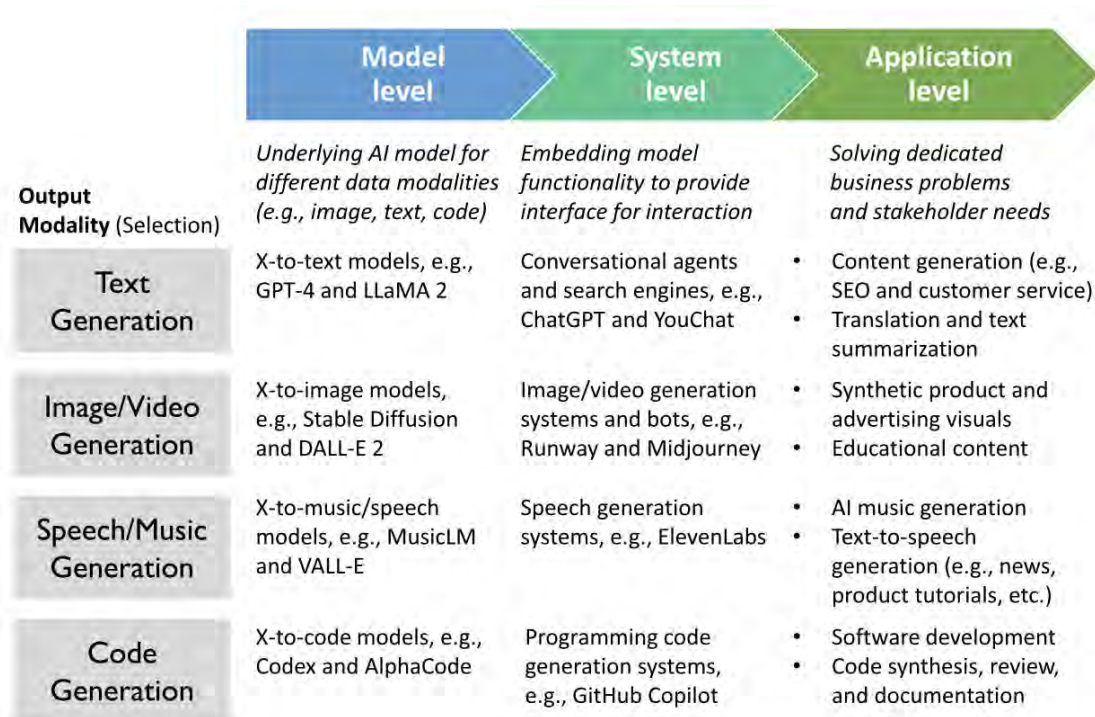 Model
level
System
level
Application
level
Output
Modality (Selection)
Underlying AI model for
different data modalities
(e.g., image, text, code)
Embedding model
functionality to provide
interface for interaction
Solving dedicated
business problems
and stakeholder needs
Text
Generation
X-to-text models, e.g.,
GPT-4 and LLaMA 2
Conversational agents
and search engines, e.g.,
ChatGPT and YouChat
• Content generation (e.g.,
SEO and customer service)
• Translation and text
summarization
Image/Video
Generation
X-to-image models,
e.g., Stable Diffusion
and DALL-E 2
Image/video generation
systems and bots, e.g.,
Runway and Midjourney
• Synthetic product and
advertising visuals
• Educational content
Speech/Music
Generation
X-to-music/speech
models, e.g., MusicLM
and VALL-E
Speech generation
systems, e.g., ElevenLabs
• AI music generation
• Text-to-speech
generation (e.g., news,
product tutorials, etc.)
Code
Generation
X-to-code models, e.g.,
Codex and AlphaCode
Programming code
generation systems,
e.g., GitHub Copilot
• Software development
• Code synthesis, review,
and documentation